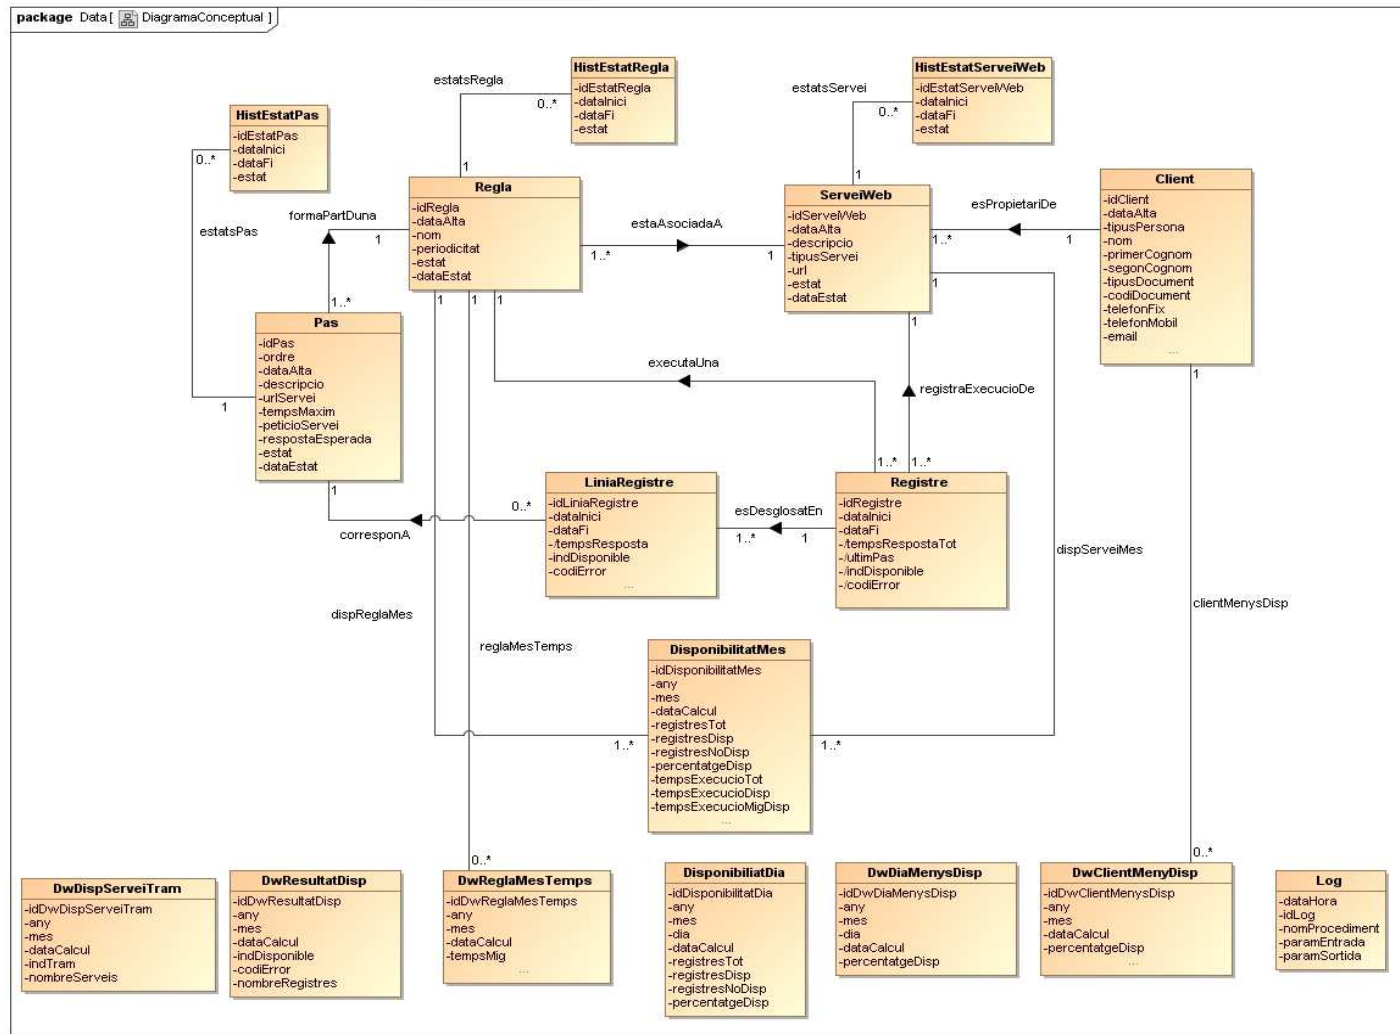 package Data [ DiagramaConceptual ]
HistEstatRegla
-idEstatRegla
-dataInici
-dataFi
-estat
HistEstatServeiWeb
-idEstatServeiWeb
-dataInici
-dataFi
-estat
estatsRegla
0..*
1
estatsServei
0..*
1
HistEstatPas
-idEstatPas
-dataInici
-dataFi
-estat
0..*
estatsPas
1
Regla
-idRegla
-dataAlta
-nom
-periodicitat
-estat
-dataEstat
formaPartDuna
1
1..*
estaAsociadaA
1..*
1
ServeiWeb
-idServeiWeb
-dataAlta
-descripcio
-tipusServei
-url
-estat
-dataEstat
esPropietariDe
1..*
1
Client
-idClient
-dataAlta
-tipusPersona
-nom
-primerCognom
-segonCognom
-tipusDocument
-codiDocument
-telefonFix
-telefonMobil
-email
...
1
1
1
1
1
1
Pas
-idPas
-ordre
-dataAlta
-descripcio
-urlServei
-tempsMaxim
-peticioServei
-respostaEsperada
-estat
-dataEstat
1
executaUna
registraExecucioDe
1..*
1..*
LiniaRegistre
-idLiniaRegistre
-dataInici
-dataFi
-/tempsResposta
-indDisponible
-codiError
...
0..*
corresponA
esDesglosatEn
1..*
1
Registre
-idRegistre
-dataInici
-dataFi
-/tempsRespostaTot
-/ultimPas
-/indDisponible
-/codiError
dispServeiMes
clientMenysDisp
dispReglaMes
reglaMesTemps
DisponibilitatMes
-idDisponibilitatMes
-any
-mes
-dataCalcul
-registresTot
-registresDisp
-registresNoDisp
-percentatgeDisp
-tempsExecucioTot
-tempsExecucioDisp
-tempsExecucioMigDisp
...
1..*
1..*
0..*
0..*
DwDispServeiTram
-idDwDispServeiTram
-any
-mes
-dataCalcul
-indTram
-nombreServeis
DwResultatDisp
-idDwResultatDisp
-any
-mes
-dataCalcul
-indDisponible
-codiError
-nombreRegistres
DwReglaMesTemps
-idDwReglaMesTemps
-any
-mes
-dataCalcul
-tempsMig
...
DisponibiliatDia
-idDisponibilitatDia
-any
-mes
-dia
-dataCalcul
-registresTot
-registresDisp
-registresNoDisp
-percentatgeDisp
DwDiaMenysDisp
-idDwDiaMenysDisp
-any
-mes
-dia
-dataCalcul
-percentatgeDisp
DwClientMenyDisp
-idDwClientMenysDisp
-any
-mes
-dataCalcul
-percentatgeDisp
...
Log
-dataHora
-idLog
-nomProcediment
-paramEntrada
-paramSortida